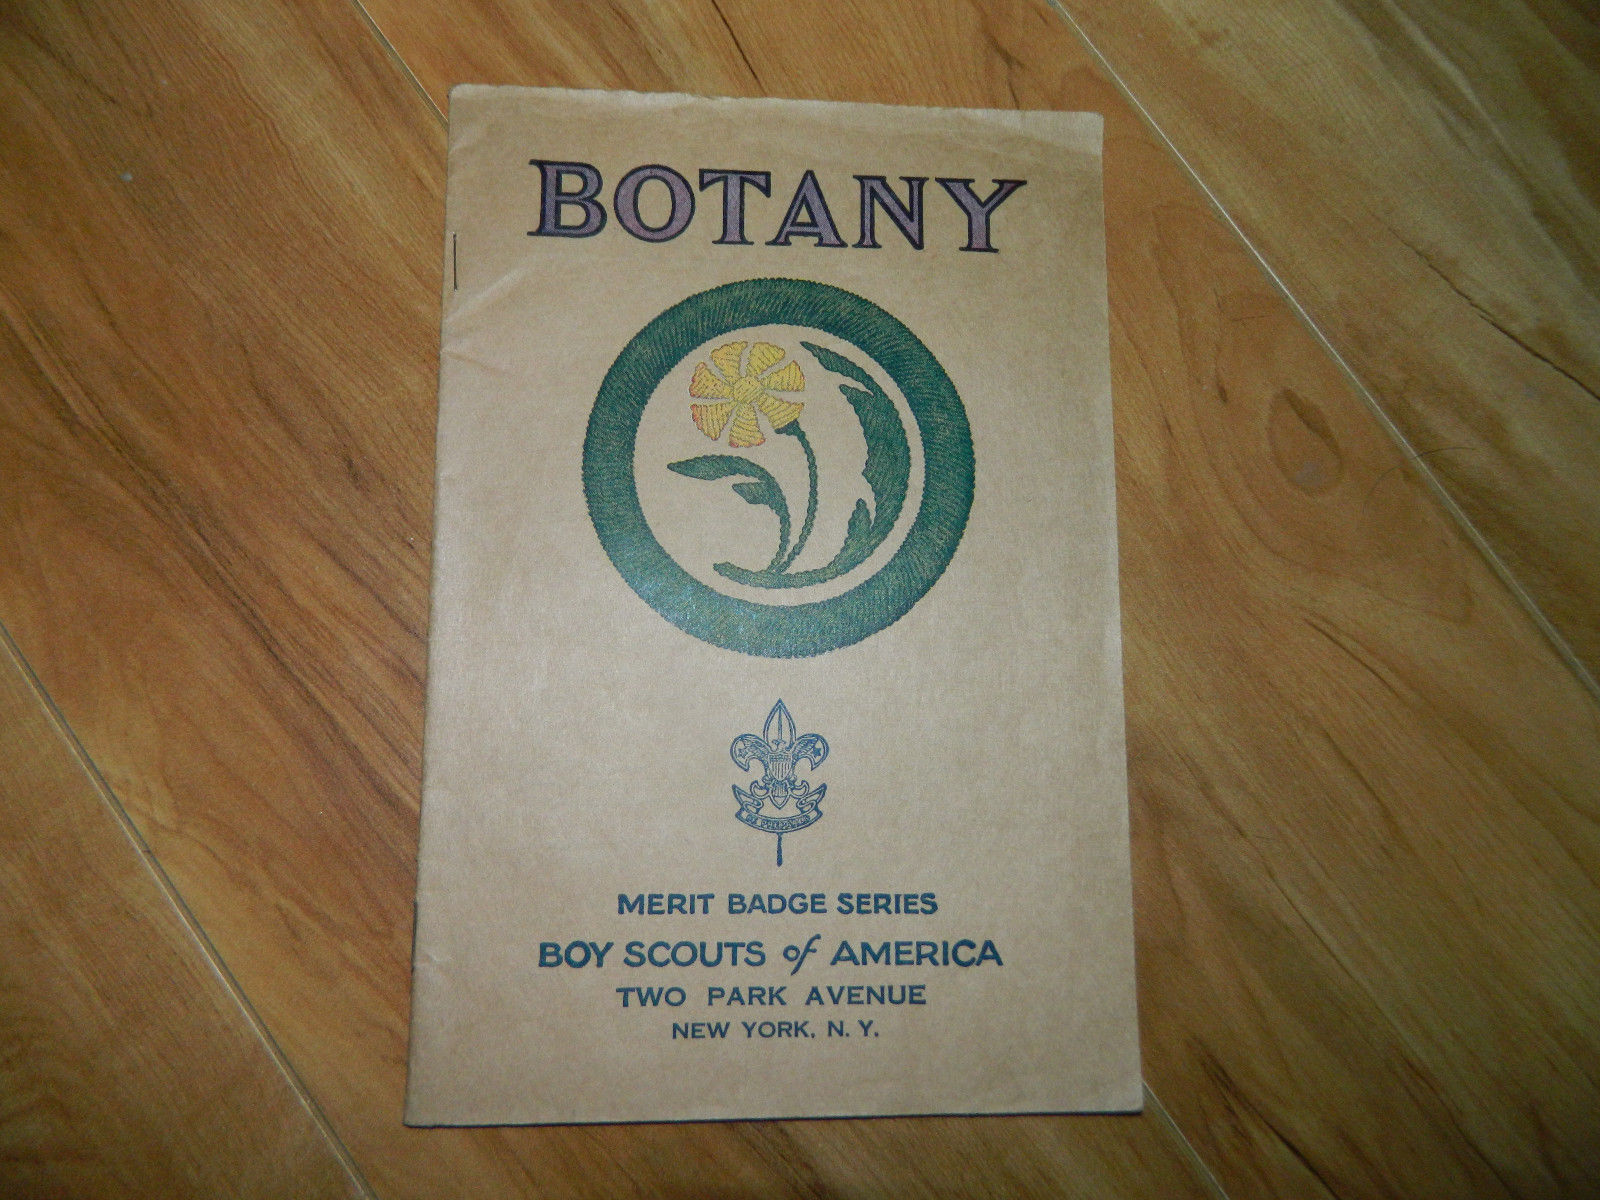 BOTANY
MERIT BADGE SERIES
BOY SCOUTS of AMERICA
TWO PARK AVENUE
NEW YORK, N. Y.